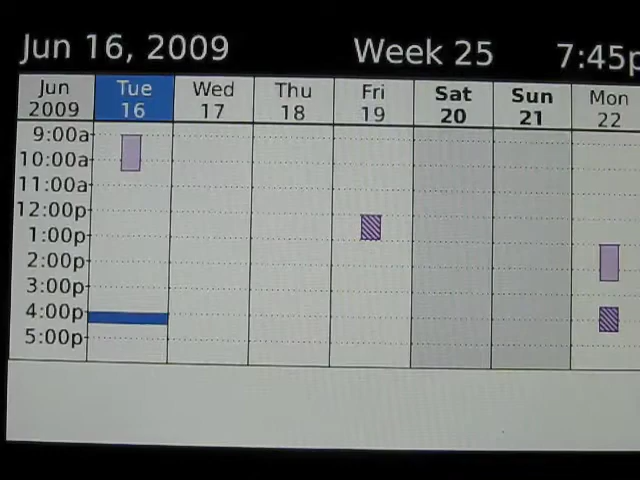 Jun 16, 2009 Week 25 7:45p
Jun 2009 Tue 16 Wed 17 Thu 18 Fri 19 Sat 20 Sun 21 Mon 22
9:00a
10:00a
11:00a
12:00p
1:00p
2:00p
3:00p
4:00p
5:00p